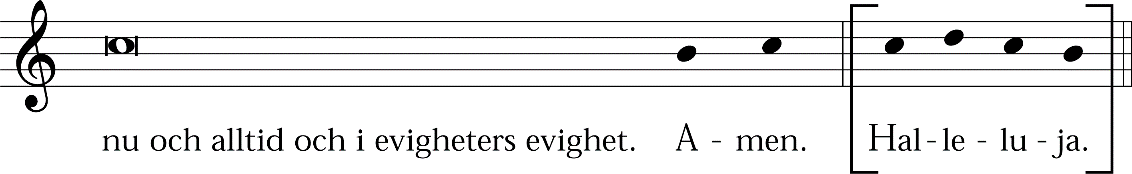 nu och alltid och i evigheters evighet. A - men. Hal - le - lu - ja.